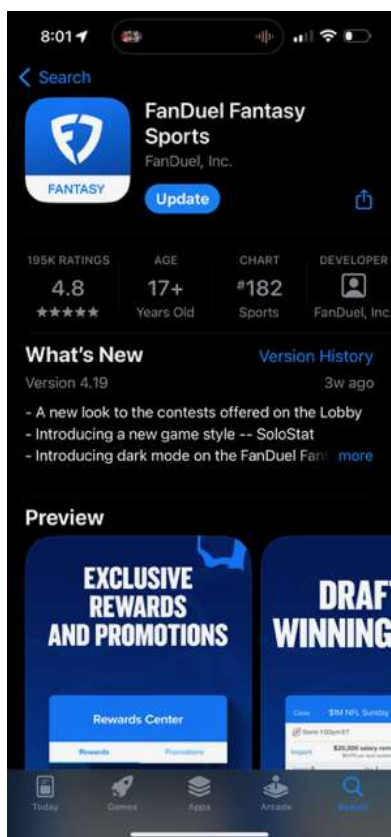 8:01
Search
FanDuel Fantasy
Sports
FanDuel, Inc.
FANTASY
Update
195K RATINGS
4.8
AGE
17+
Years Old
CHART
#182
Sports
DEVELOPER
FanDuel, Inc.
What's New
Version History
Version 4.19
3w ago
- A new look to the contests offered on the Lobby
- Introducing a new game style -- SoloStat
- Introducing dark mode on the FanDuel Fan
more
Preview
EXCLUSIVE
REWARDS
AND PROMOTIONS
Rewards Center
Rewards
Promotions
DRAFT
WINNING
$1M NFL Sunday
Import
$20,000 salary rem
Today
Games
Apps
Arcade
Search